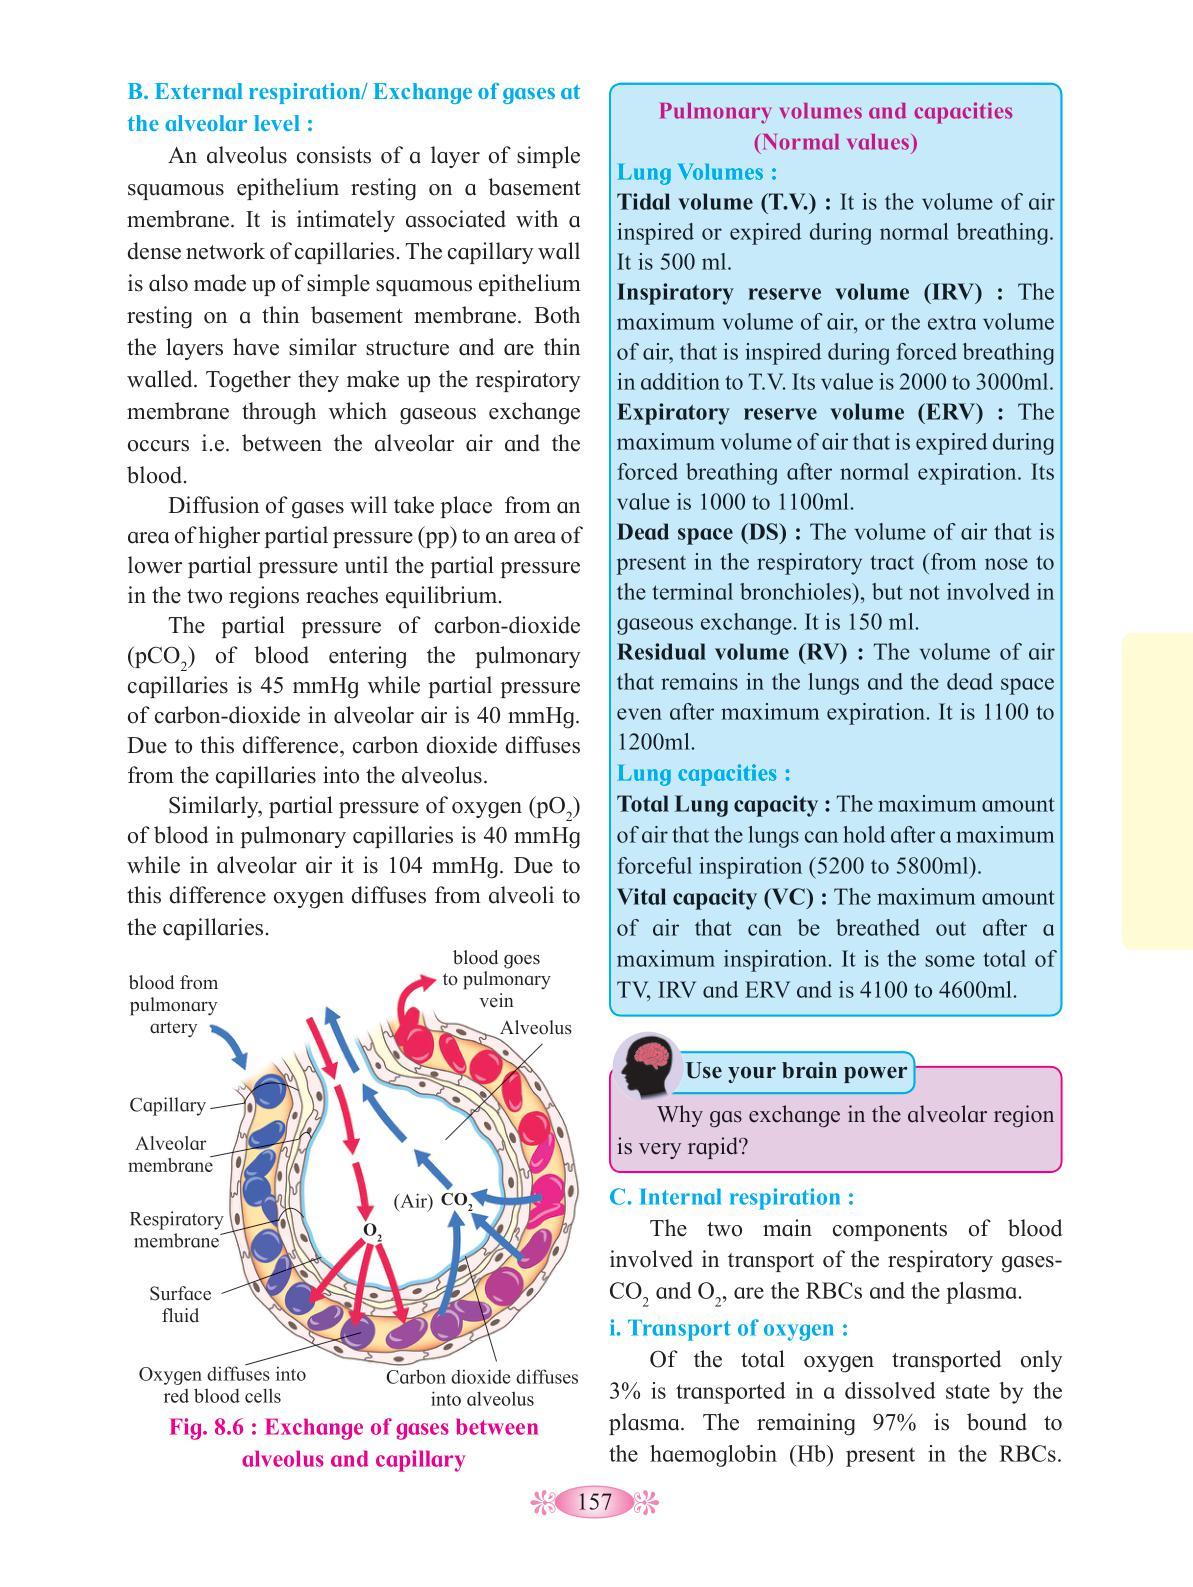 B. External respiration/ Exchange of gases at
the alveolar level :
An alveolus consists of a layer of simple
squamous epithelium resting on a basement
membrane. It is intimately associated with a
dense network of capillaries. The capillary wall
is also made up of simple squamous epithelium
resting on a thin basement membrane. Both
the layers have similar structure and are thin
walled. Together they make up the respiratory
membrane through which gaseous exchange
occurs i.e. between the alveolar air and the
blood.
Diffusion of gases will take place from an
area of higher partial pressure (pp) to an area of
lower partial pressure until the partial pressure
in the two regions reaches equilibrium.
The partial pressure of carbon-dioxide
(pCO₂) of blood entering the pulmonary
capillaries is 45 mmHg while partial pressure
of carbon-dioxide in alveolar air is 40 mmHg.
Due to this difference, carbon dioxide diffuses
from the capillaries into the alveolus.
Similarly, partial pressure of oxygen (pO₂)
of blood in pulmonary capillaries is 40 mmHg
while in alveolar air it is 104 mmHg. Due to
this difference oxygen diffuses from alveoli to
the capillaries.
blood from
pulmonary
artery
blood goes
to pulmonary
vein
Alveolus
Capillary
Alveolar
membrane
Respiratory
membrane
Surface
fluid
(Air) CO₂
O₂
Oxygen diffuses into
red blood cells
Carbon dioxide diffuses
into alveolus
Fig. 8.6 : Exchange of gases between
alveolus and capillary
Pulmonary volumes and capacities
(Normal values)
Lung Volumes :
Tidal volume (T.V.) : It is the volume of air
inspired or expired during normal breathing.
It is 500 ml.
Inspiratory reserve volume (IRV) : The
maximum volume of air, or the extra volume
of air, that is inspired during forced breathing
in addition to T.V. Its value is 2000 to 3000ml.
Expiratory reserve volume (ERV) : The
maximum volume of air that is expired during
forced breathing after normal expiration. Its
value is 1000 to 1100ml.
Dead space (DS) : The volume of air that is
present in the respiratory tract (from nose to
the terminal bronchioles), but not involved in
gaseous exchange. It is 150 ml.
Residual volume (RV) : The volume of air
that remains in the lungs and the dead space
even after maximum expiration. It is 1100 to
1200ml.
Lung capacities :
Total Lung capacity : The maximum amount
of air that the lungs can hold after a maximum
forceful inspiration (5200 to 5800ml).
Vital capacity (VC) : The maximum amount
of air that can be breathed out after a
maximum inspiration. It is the some total of
TV, IRV and ERV and is 4100 to 4600ml.
Use your brain power
Why gas exchange in the alveolar region
is very rapid?
C. Internal respiration :
The two main components of blood
involved in transport of the respiratory gases-
CO₂ and O₂, are the RBCs and the plasma.
i. Transport of oxygen :
Of the total oxygen transported only
3% is transported in a dissolved state by the
plasma. The remaining 97% is bound to
the haemoglobin (Hb) present in the RBCs.
157